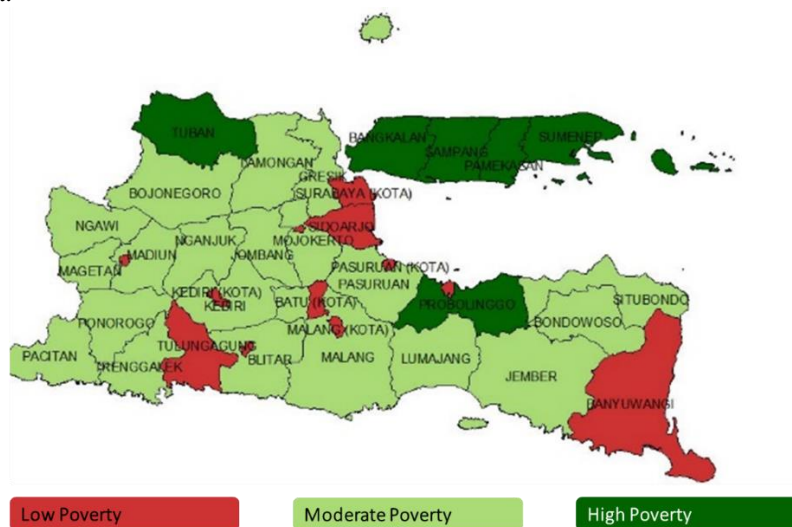 TUBAN
BANGKALAN
SAMPANG
PAMEKASAN
SUMENEP
LAMONGAN
GRESIK
BOJONEGORO
SURABAYA (KOTA)
NGAWI
SIDOARJO
NGANJUK
JOMBANG
MOJOKERTO
MADIUN
MAGETAN
PASURUAN (KOTA)
PASURUAN
KEDIRI (KOTA)
KEDIRI
BATU (KOTA)
PROBOLINGGO
SITUBONDO
BONDOWOSO
PONOROGO
MALANG (KOTA)
TULUNGAGUNG
PACITAN
TRENGGALEK
BLITAR
MALANG
LUMAJANG
JEMBER
BANYUWANGI
Low Poverty
Moderate Poverty
High Poverty